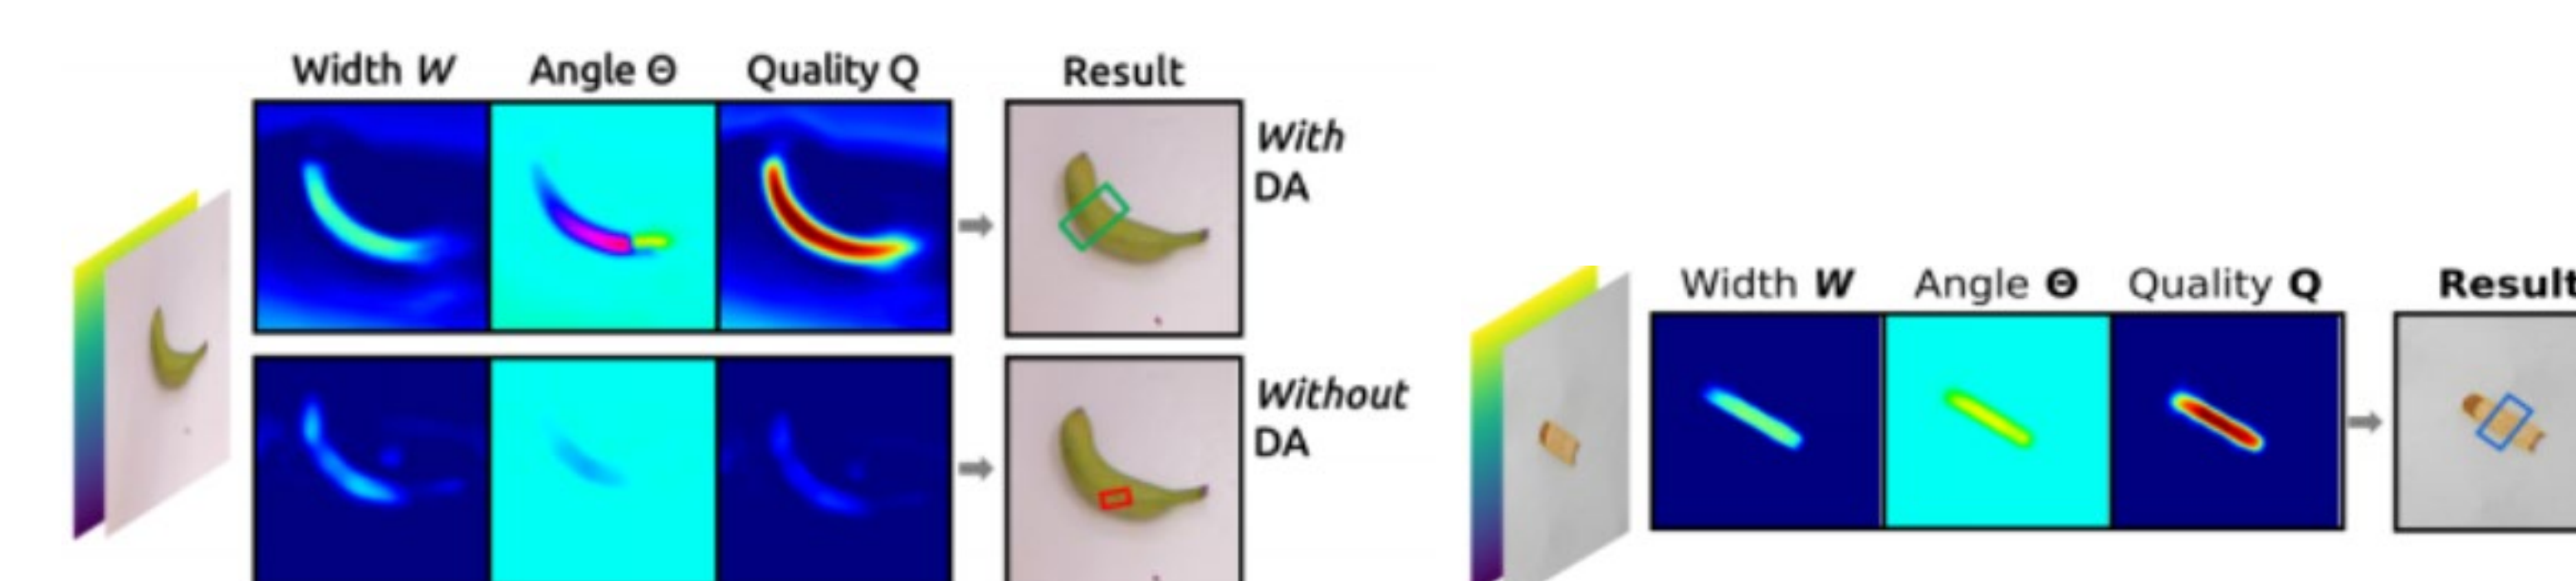 Width W Angle Θ Quality Q Result
With
DA
Without
DA
Width W Angle Θ Quality Q Result